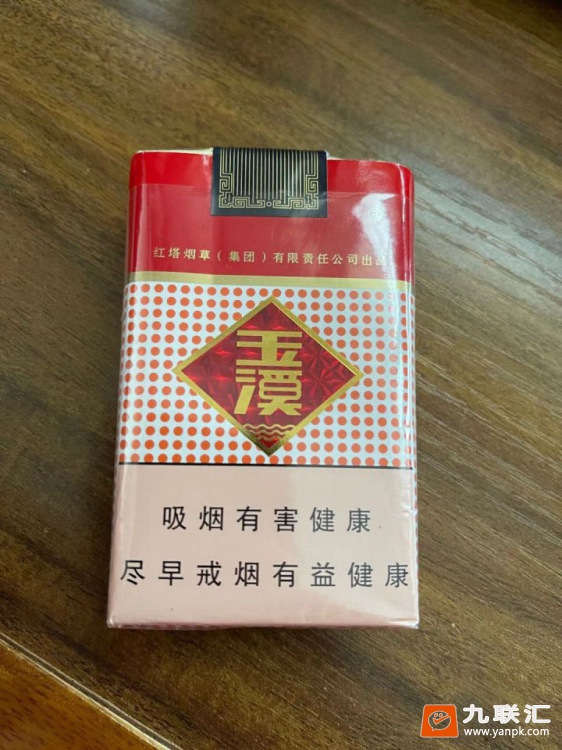 红塔烟草（集团）有限责任公司出品
玉
溪
吸烟有害健康
尽早戒烟有益健康
九联汇
www.yanpk.com